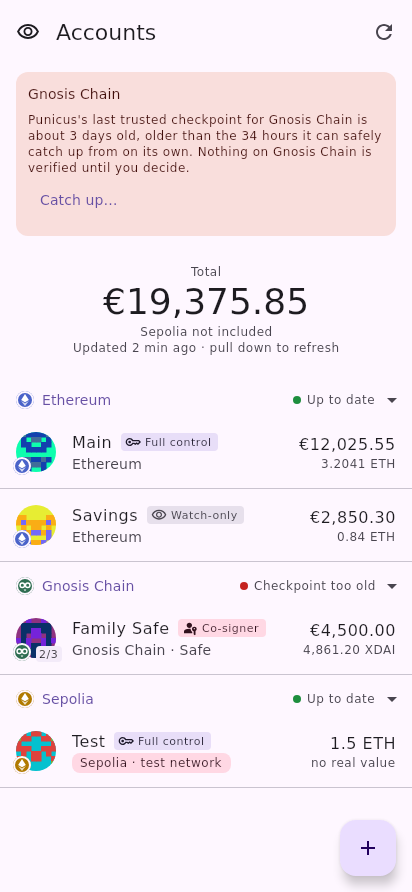 Accounts
Gnosis Chain
Punicus's last trusted checkpoint for Gnosis Chain is
about 3 days old, older than the 34 hours it can safely
catch up from on its own. Nothing on Gnosis Chain is
verified until you decide.
Catch up...
Total
€19,375.85
Sepolia not included
Updated 2 min ago · pull down to refresh
Ethereum Up to date
Main Full control €12,025.55
Ethereum 3.2041 ETH
Savings Watch-only €2,850.30
Ethereum 0.84 ETH
Gnosis Chain Checkpoint too old
Family Safe Co-signer €4,500.00
2/3 Gnosis Chain · Safe 4,861.20 XDAI
Sepolia Up to date
Test Full control 1.5 ETH
Sepolia · test network no real value
+